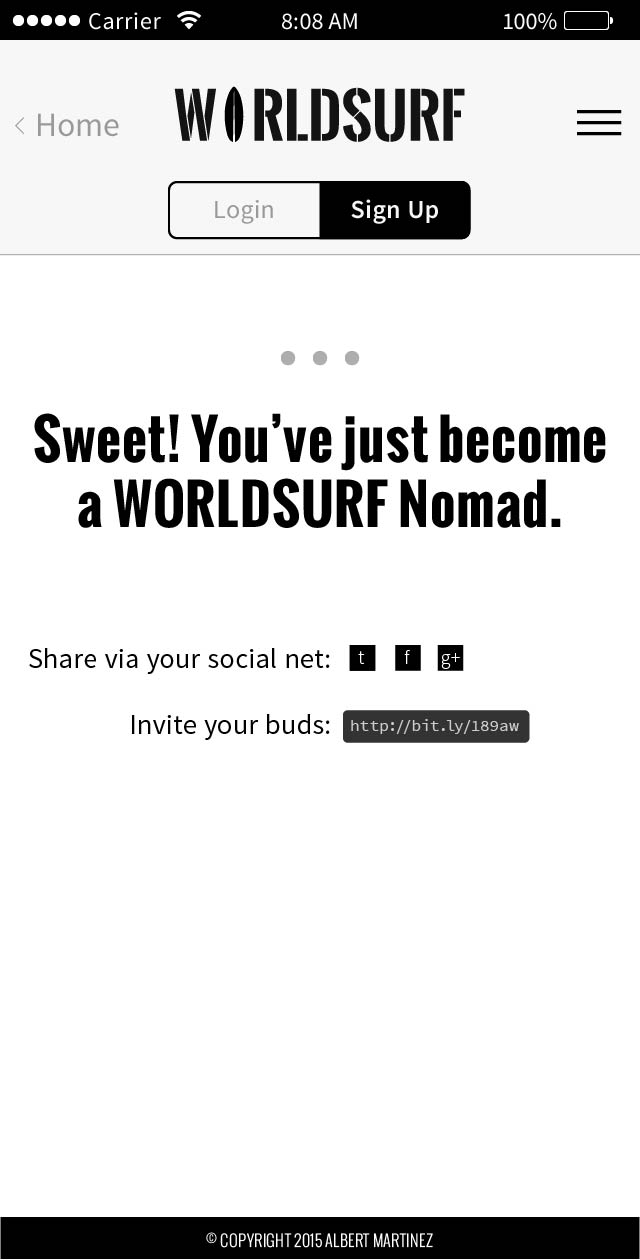 Carrier 8:08 AM 100%
< Home WORLDSURF
Login Sign Up
Sweet! You’ve just become
a WORLDSURF Nomad.
Share via your social net: t f g+
Invite your buds: http://bit.ly/189aw
© COPYRIGHT 2015 ALBERT MARTINEZ